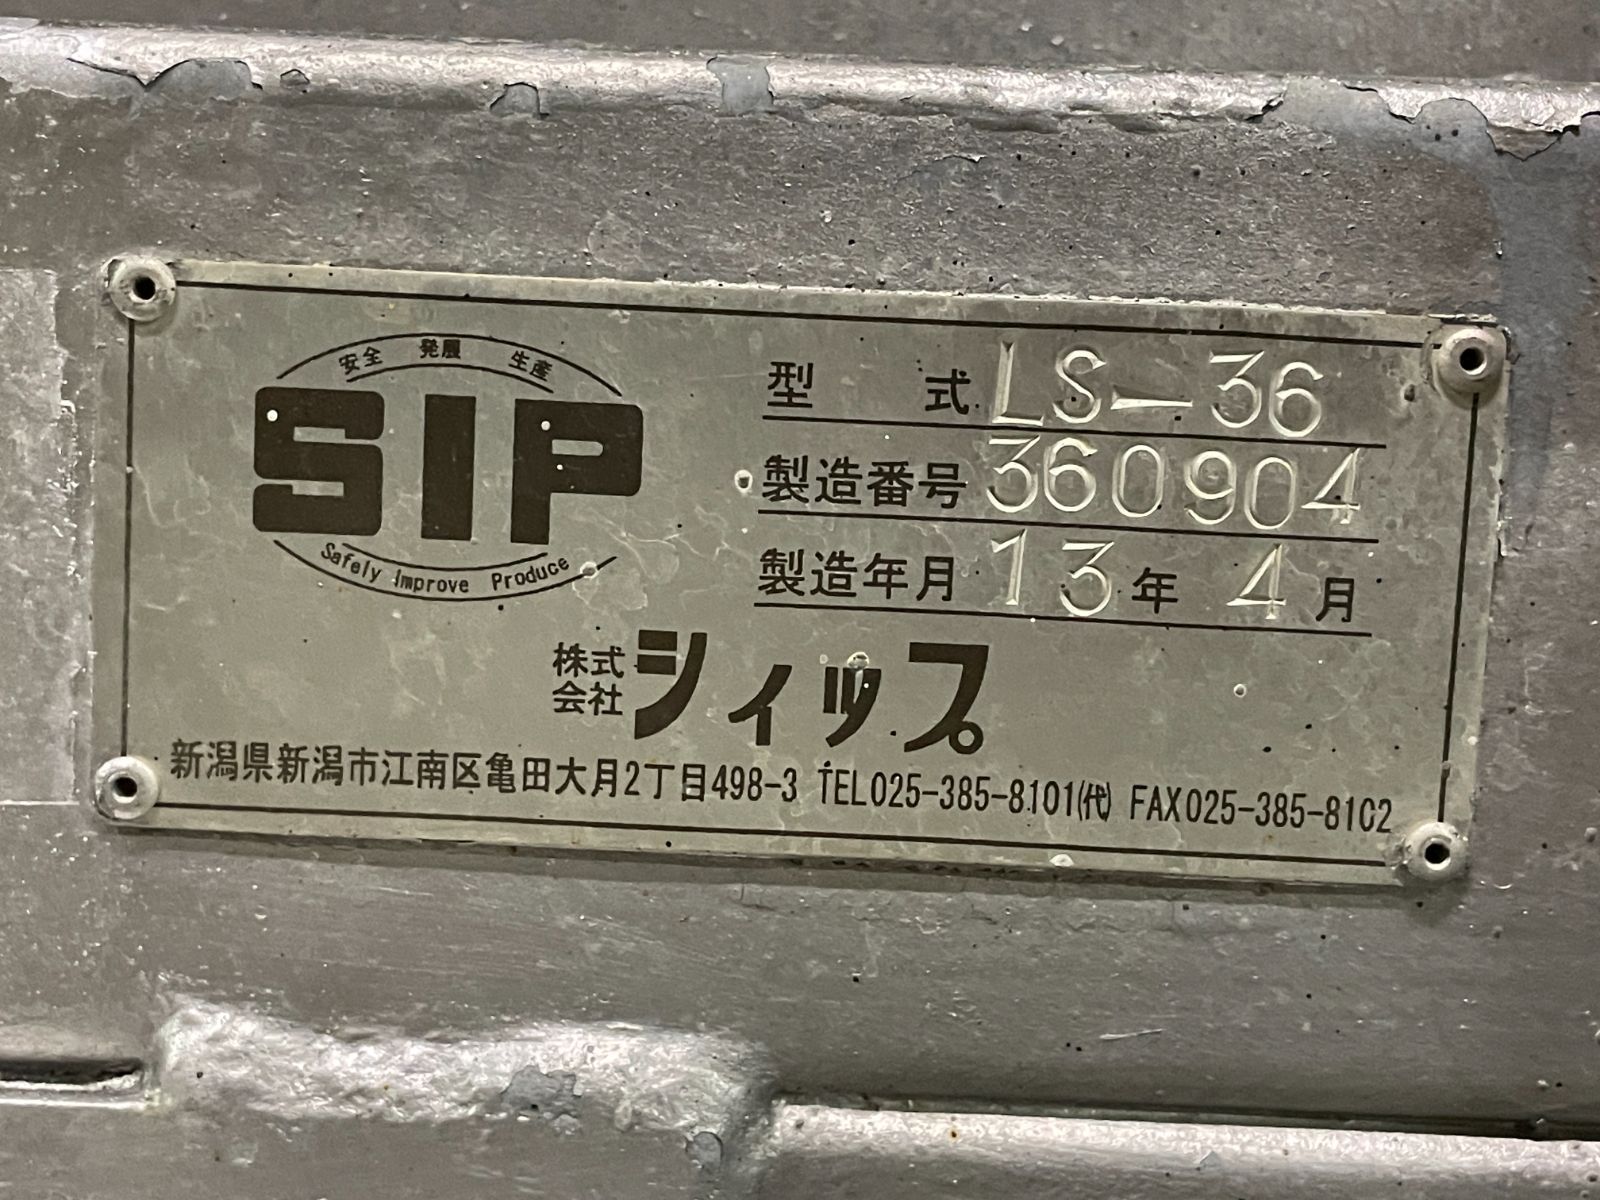 安全 発展 生産
SIP
Safely Improve Produce
型 式 LS-36
製造番号 360904
製造年月 13年 4月
株式会社 シィップ
新潟県新潟市江南区亀田大月2丁目498-3 TEL025-385-8101(代) FAX025-385-8102